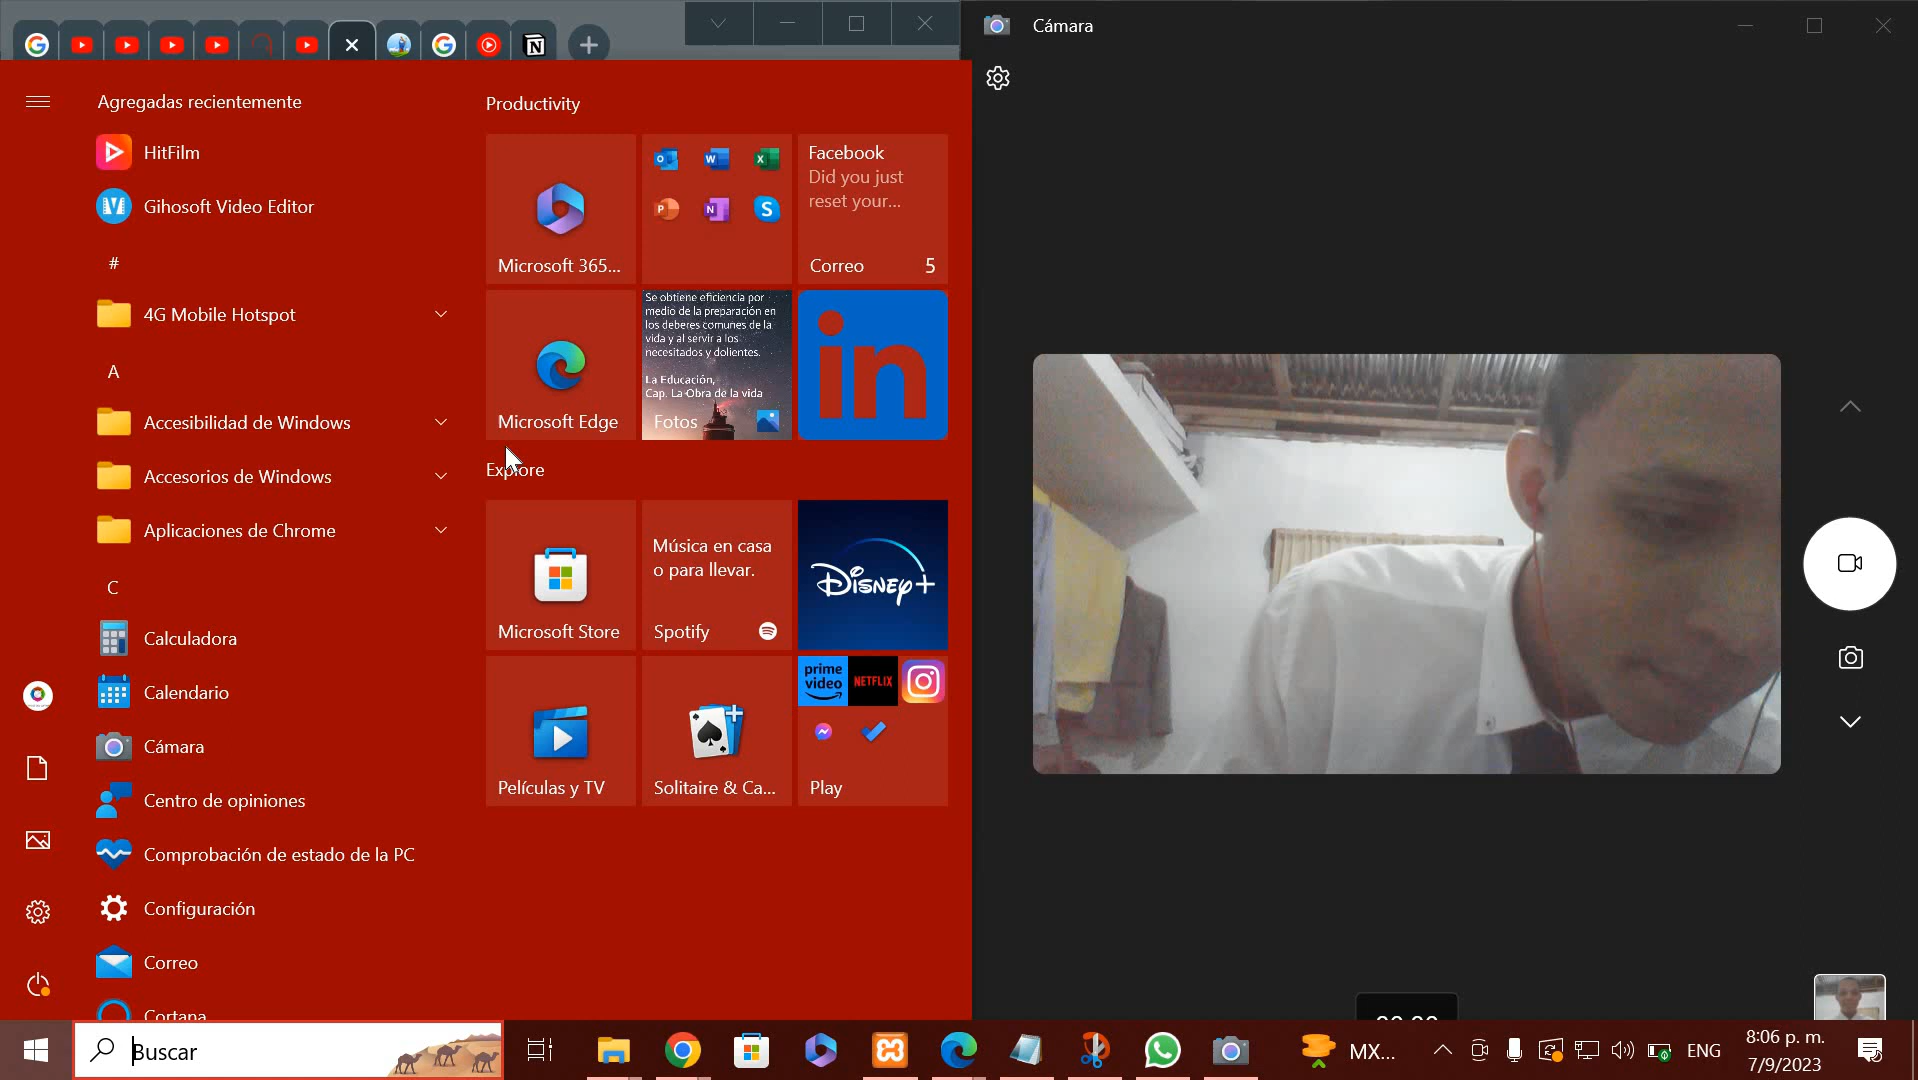 Cámara
Agregadas recientemente
HitFilm
Gihosoft Video Editor
#
4G Mobile Hotspot
A
Accesibilidad de Windows
Accesorios de Windows
Aplicaciones de Chrome
C
Calculadora
Calendario
Cámara
Centro de opiniones
Comprobación de estado de la PC
Configuración
Correo
Cortana
Productivity
Microsoft 365...
Facebook
Did you just
reset your...
Correo 5
Microsoft Edge
Se obtiene eficiencia por
medio de la preparación en
los deberes comunes de la
vida y al servir a los
necesitados y dolientes.
La Educación,
Cap. La Obra de la vida
Fotos
in
Explore
Microsoft Store
Música en casa
o para llevar.
Spotify
Disney+
Películas y TV
Solitaire & Ca...
prime
video
NETFLIX
Play
Buscar
MX...
ENG
8:06 p. m.
7/9/2023